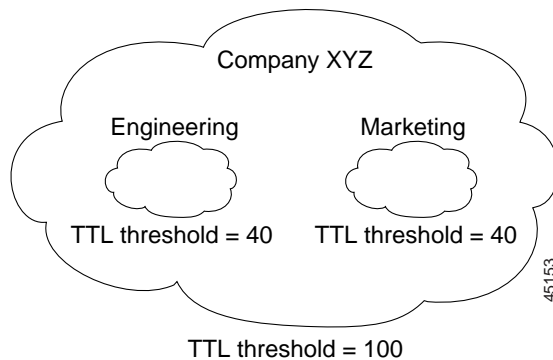 Company XYZ
Engineering
Marketing
TTL threshold = 40
TTL threshold = 40
45153
TTL threshold = 100